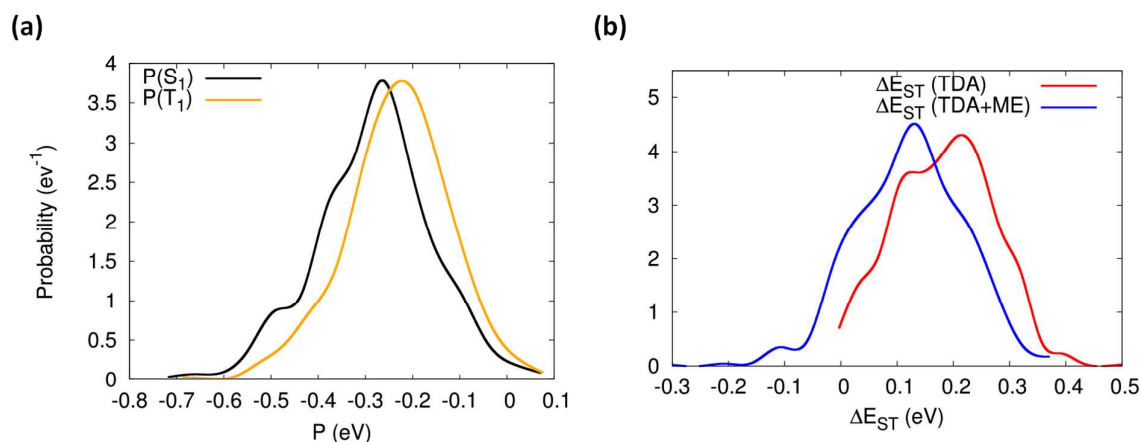 (a)
P(S1)
P(T1)
4
3.5
3
2.5
2
1.5
1
0.5
0
Probability (ev-1)
-0.8 -0.7 -0.6 -0.5 -0.4 -0.3 -0.2 -0.1 0 0.1
P (eV)
(b)
ΔEST (TDA)
ΔEST (TDA+ME)
5
4
3
2
1
0
-0.3 -0.2 -0.1 0 0.1 0.2 0.3 0.4 0.5
ΔEST (eV)